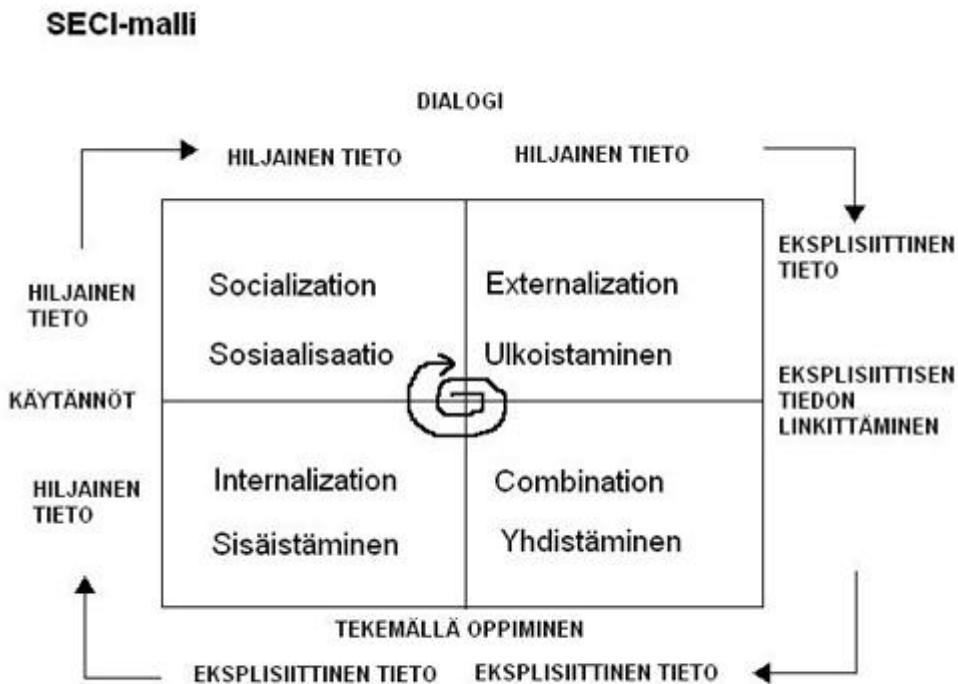 SECI-malli
DIALOGI
HILJAINEN TIETO
HILJAINEN TIETO
EKSPLISIITTINEN
TIETO
Socialization
Externalization
HILJAINEN
TIETO
Sosiaalisaatio
Ulkoistaminen
KÄYTÄNNÖT
EKSPLISIITTISEN
TIEDON
LINKITTÄMINEN
HILJAINEN
TIETO
Internalization
Combination
Sisäistäminen
Yhdistäminen
TEKEMÄLLÄ OPPIMINEN
EKSPLISIITTINEN TIETO
EKSPLISIITTINEN TIETO